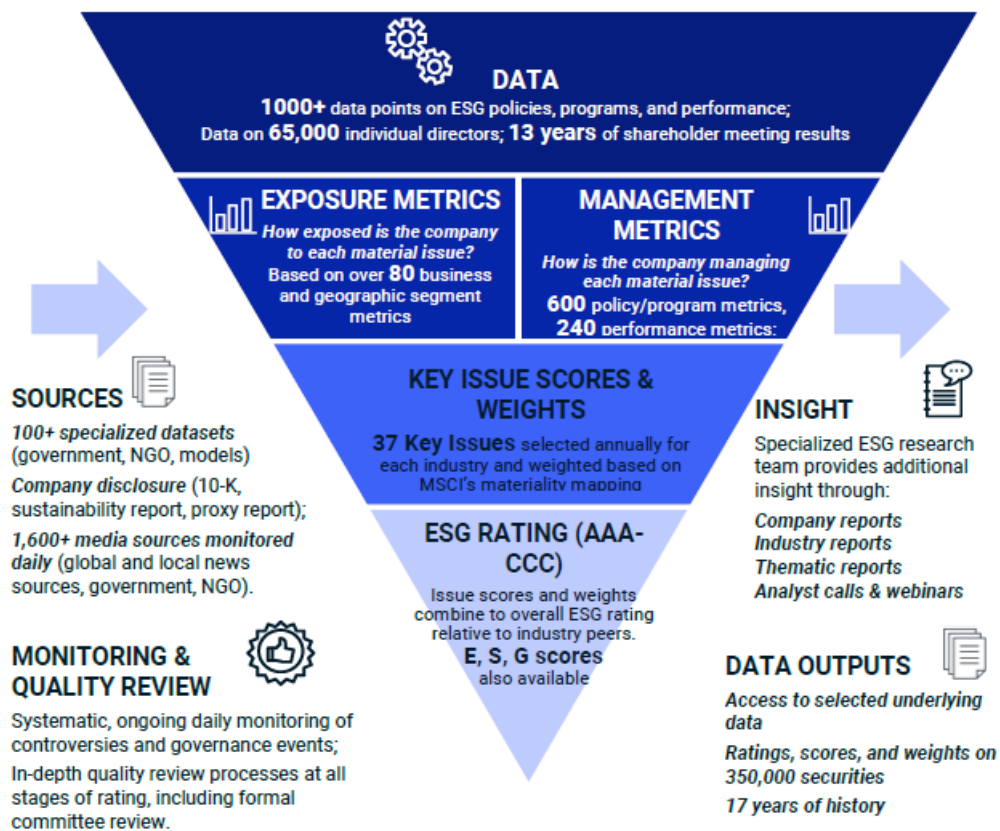 DATA
1000+ data points on ESG policies, programs, and performance;
Data on 65,000 individual directors; 13 years of shareholder meeting results
EXPOSURE METRICS
How exposed is the company
to each material issue?
Based on over 80 business
and geographic segment
metrics
MANAGEMENT
METRICS
How is the company managing
each material issue?
600 policy/program metrics,
240 performance metrics:
KEY ISSUE SCORES &
WEIGHTS
37 Key Issues selected annually for
each industry and weighted based on
MSCI's materiality mapping
ESG RATING (AAA-
CCC)
Issue scores and weights
combine to overall ESG rating
relative to industry peers.
E, S, G scores
also available
SOURCES
100+ specialized datasets
(government, NGO, models)
Company disclosure (10-K,
sustainability report, proxy report);
1,600+ media sources monitored
daily (global and local news
sources, government, NGO).
MONITORING &
QUALITY REVIEW
Systematic, ongoing daily monitoring of
controversies and governance events;
In-depth quality review processes at all
stages of rating, including formal
committee review.
INSIGHT
Specialized ESG research
team provides additional
insight through:
Company reports
Industry reports
Thematic reports
Analyst calls & webinars
DATA OUTPUTS
Access to selected underlying
data
Ratings, scores, and weights on
350,000 securities
17 years of history